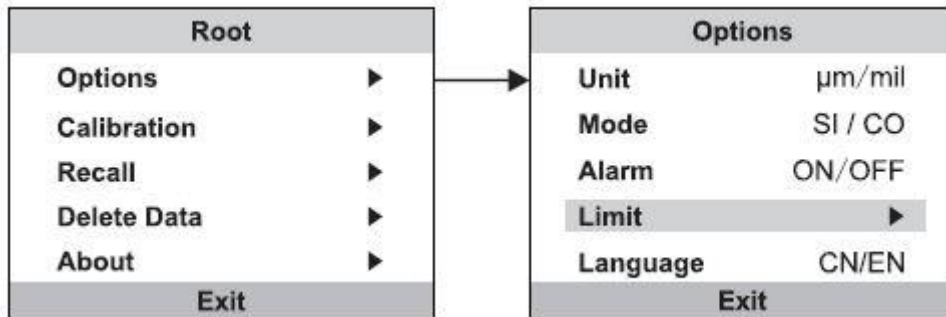 Root
Options ▶
Calibration ▶
Recall ▶
Delete Data ▶
About ▶
Exit
Options
Unit μm/mil
Mode SI / CO
Alarm ON/OFF
Limit ▶
Language CN/EN
Exit